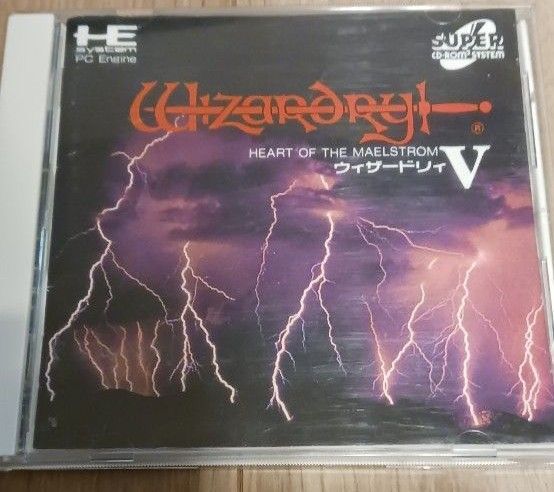 HE
system
PC Engine
SUPER
CD-ROM² SYSTEM
Wizardry ®
HEART OF THE MAELSTROM
ウィザードリィ V